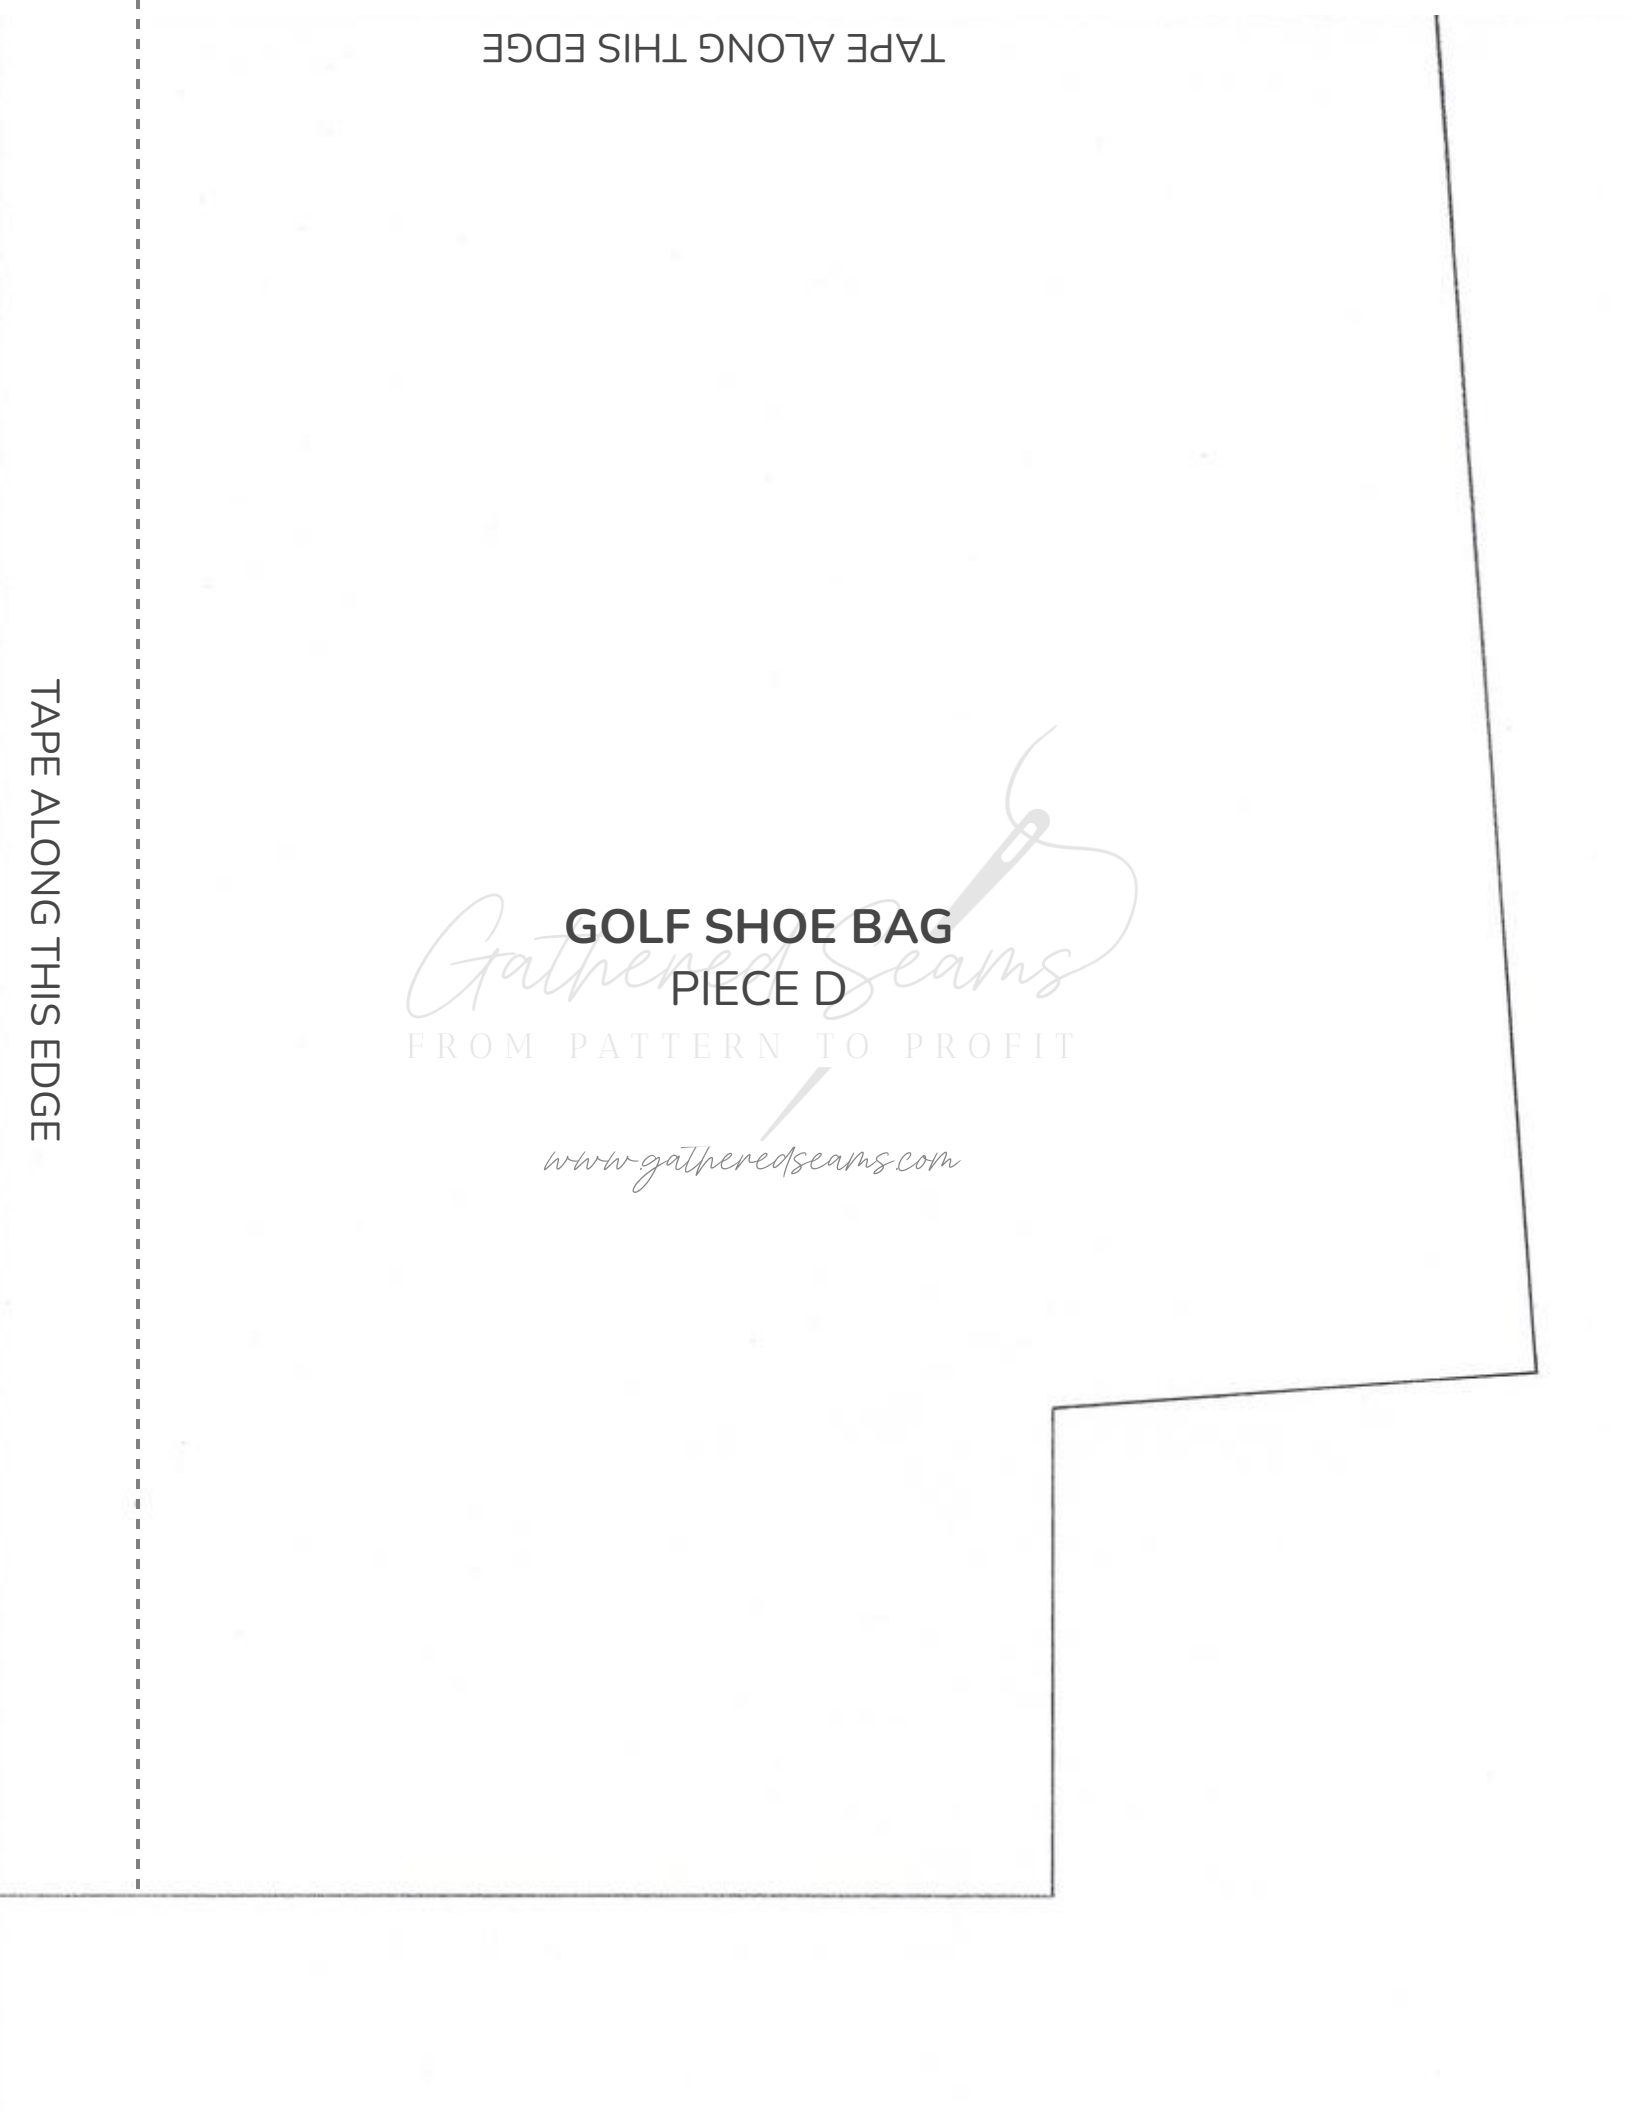 TAPE ALONG THIS EDGE
TAPE ALONG THIS EDGE
GOLF SHOE BAG
Gathered Seams
PIECE D
FROM PATTERN TO PROFIT
www.gatheredseams.com